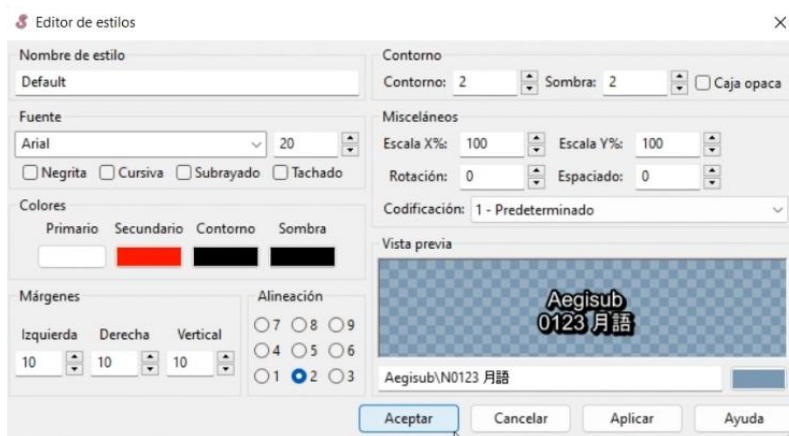 Editor de estilos
Nombre de estilo
Default
Fuente
Arial 20
Negrita Cursiva Subrayado Tachado
Colores
Primario Secundario Contorno Sombra
Márgenes
Izquierda Derecha Vertical
10 10 10
Alineación
7 8 9
4 5 6
1 2 3
Contorno
Contorno: 2 Sombra: 2 Caja opaca
Misceláneos
Escala X%: 100 Escala Y%: 100
Rotación: 0 Espaciado: 0
Codificación: 1 - Predeterminado
Vista previa
Aegisub
0123 月語
Aegisub\N0123 月語
Aceptar Cancelar Aplicar Ayuda